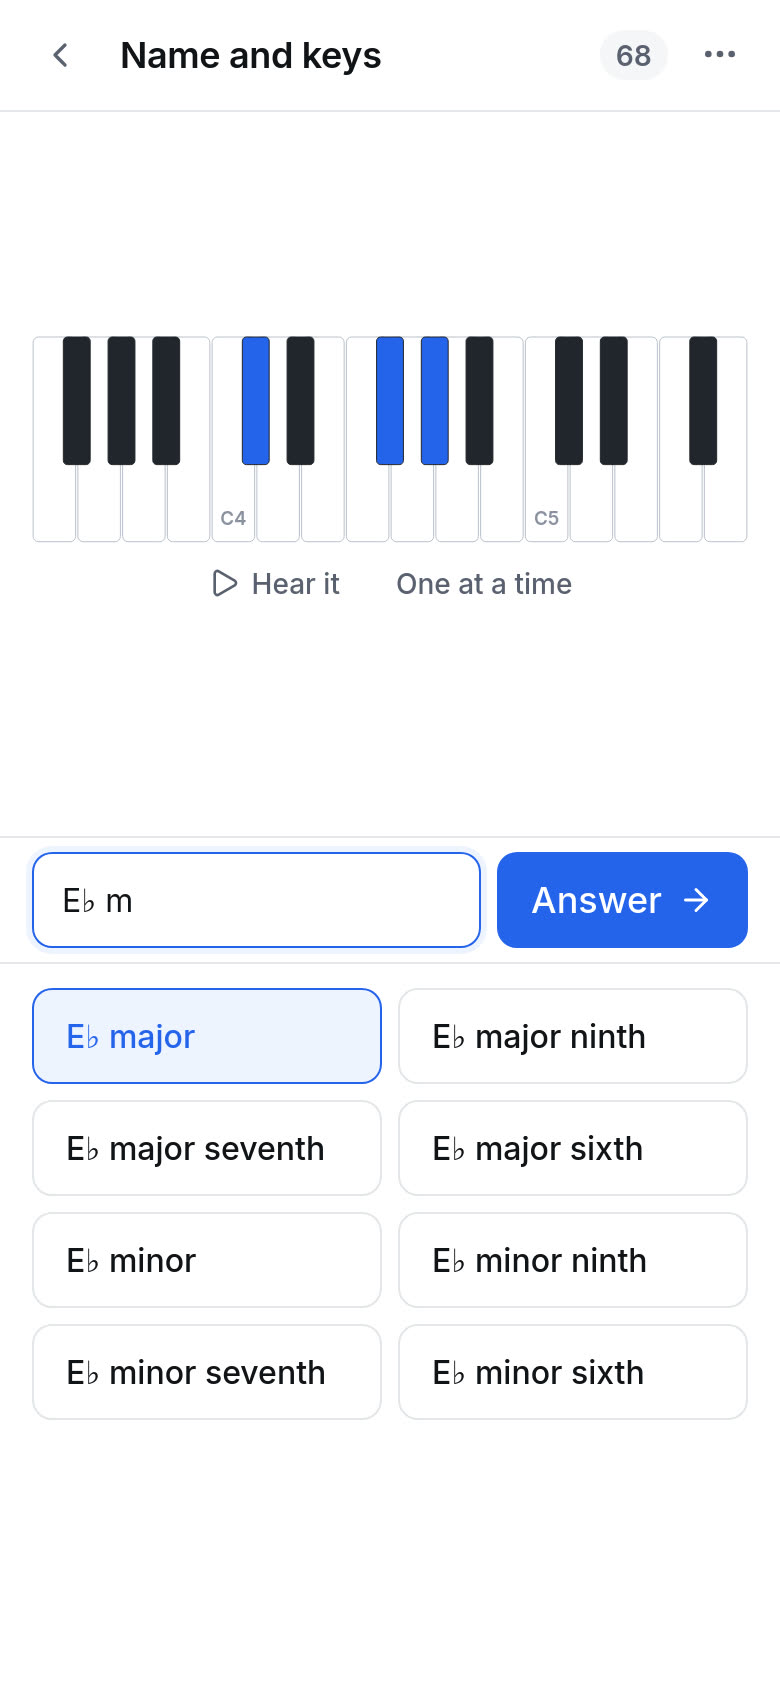 Name and keys 68
C4 C5
Hear it One at a time
E♭ m Answer
E♭ major E♭ major ninth
E♭ major seventh E♭ major sixth
E♭ minor E♭ minor ninth
E♭ minor seventh E♭ minor sixth